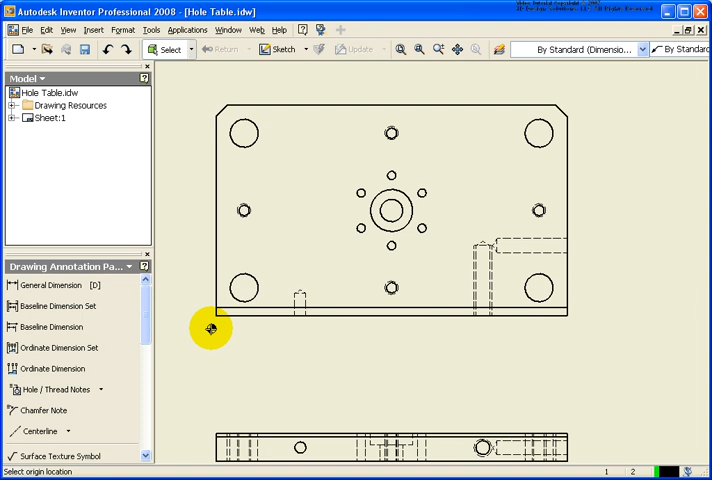 Autodesk Inventor Professional 2008 - [Hole Table.idw]
File Edit View Insert Format Tools Applications Window Web Help
Select Return Sketch Update By Standard (Dimensio... By Standard
Model
Hole Table.idw
Drawing Resources
Sheet:1
Drawing Annotation Pa...
General Dimension [D]
Baseline Dimension Set
Baseline Dimension
Ordinate Dimension Set
Ordinate Dimension
Hole / Thread Notes
Chamfer Note
Centerline
Surface Texture Symbol
Select origin location 1 2